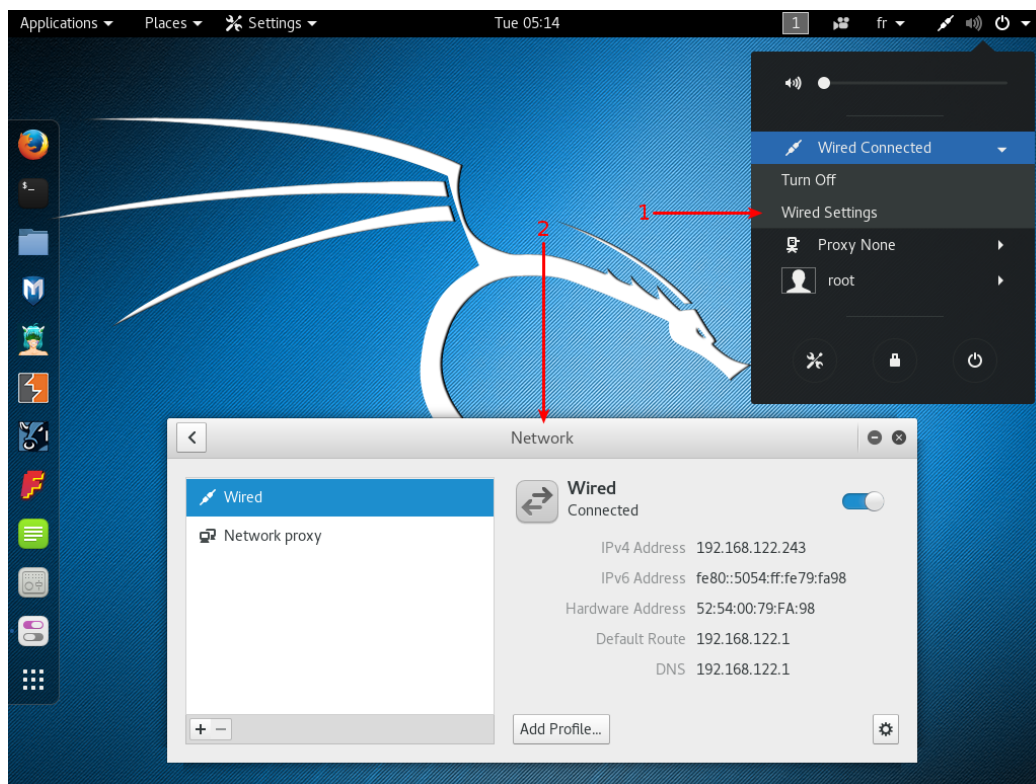 Applications Places Settings Tue 05:14 1 fr
Wired Connected
Turn Off
1 Wired Settings
2
Proxy None
root
$_
Network
Wired
Network proxy
Wired
Connected
IPv4 Address 192.168.122.243
IPv6 Address fe80::5054:ff:fe79:fa98
Hardware Address 52:54:00:79:FA:98
Default Route 192.168.122.1
DNS 192.168.122.1
+ −
Add Profile...